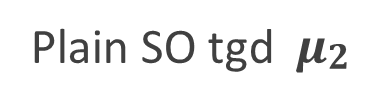 Plain SO tgd μ₂